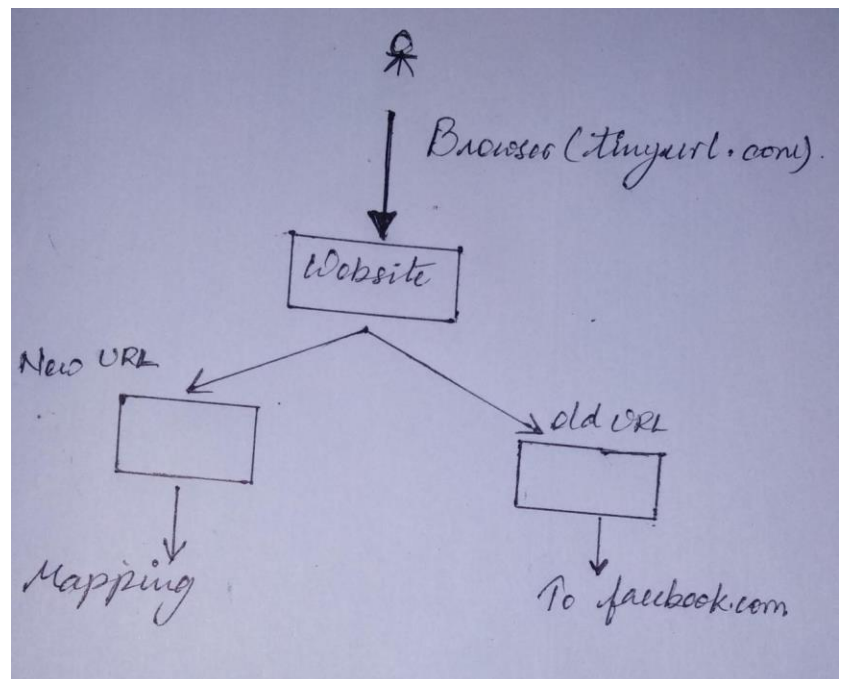 Browser (tinyurl.com).
Website
New URL
old URL
Mapping
To facebook.com